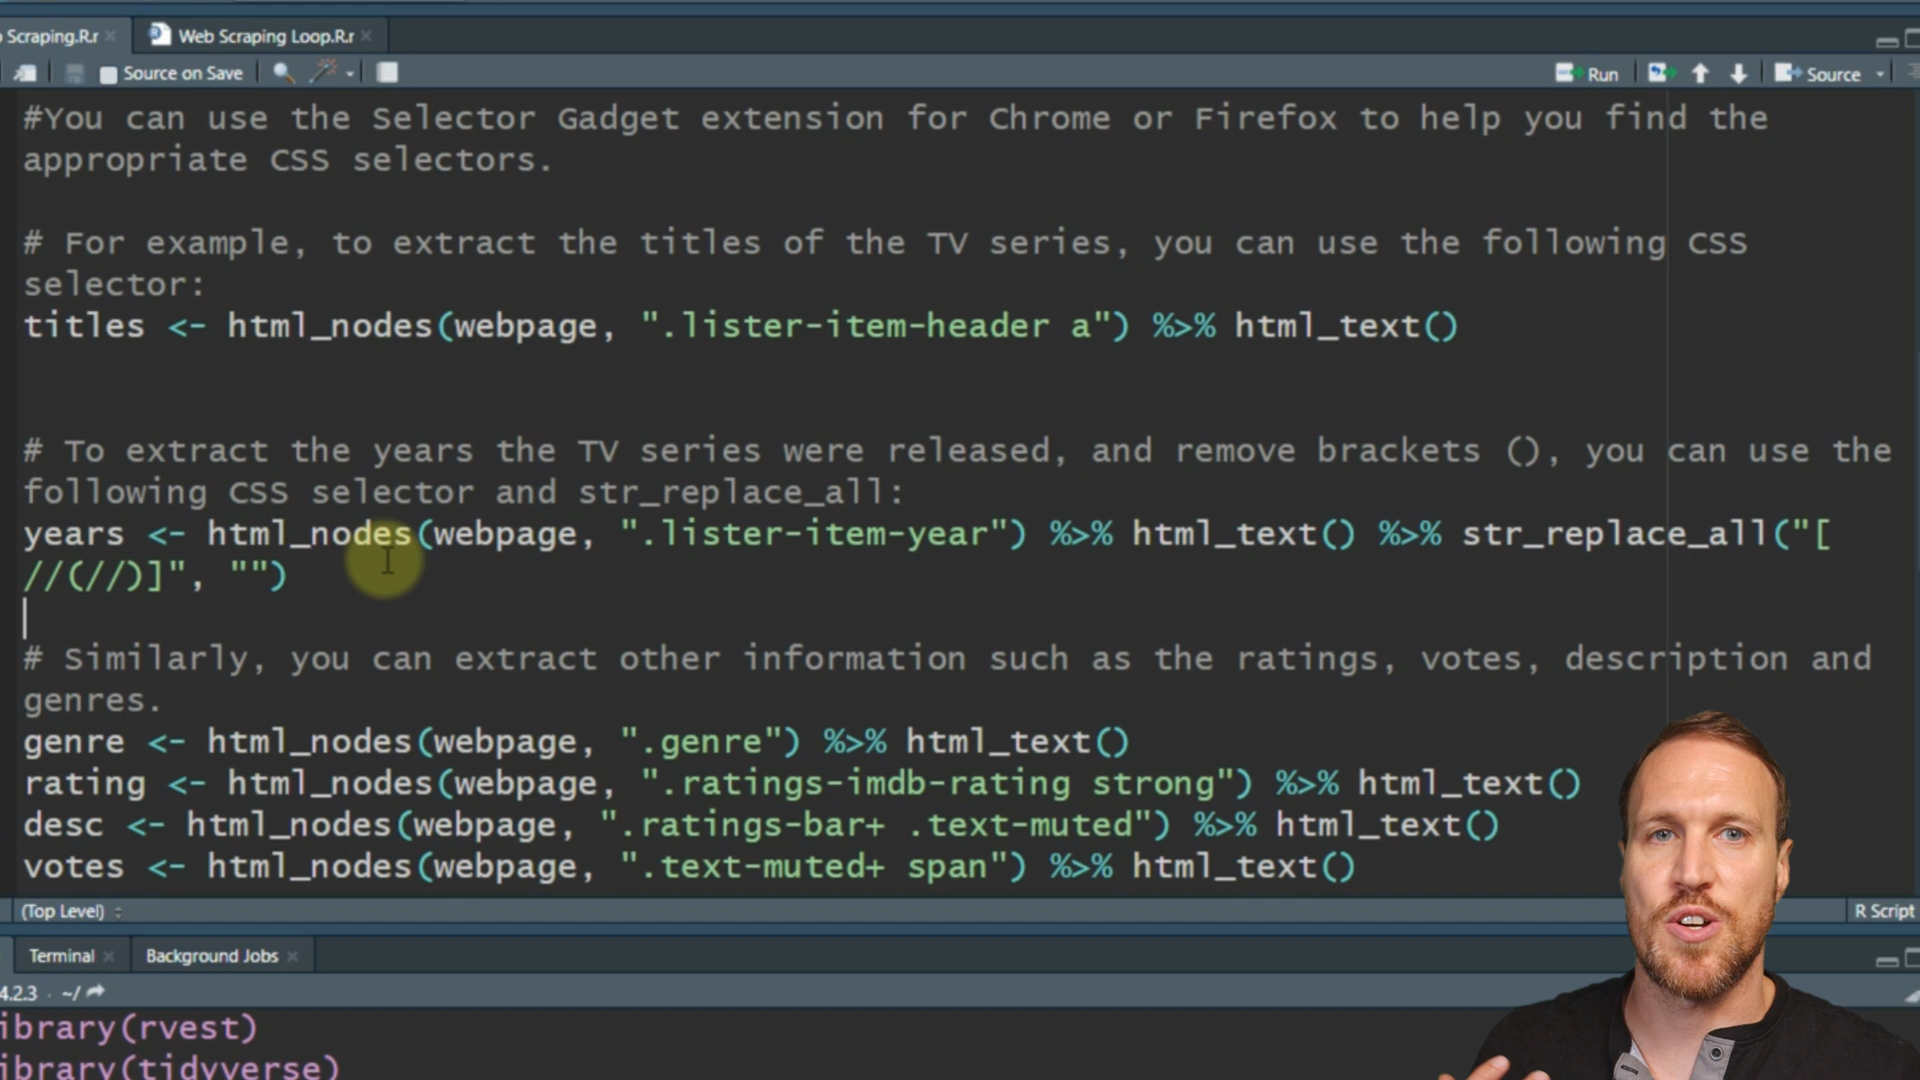 Scraping.R.r
Web Scraping Loop.R.r
Source on Save
Run
Source
#You can use the Selector Gadget extension for Chrome or Firefox to help you find the
appropriate CSS selectors.
# For example, to extract the titles of the TV series, you can use the following CSS
selector:
titles <- html_nodes(webpage, ".lister-item-header a") %>% html_text()
# To extract the years the TV series were released, and remove brackets (), you can use the
following CSS selector and str_replace_all:
years <- html_nodes(webpage, ".lister-item-year") %>% html_text() %>% str_replace_all("[
//(//)]", "")
# Similarly, you can extract other information such as the ratings, votes, description and
genres.
genre <- html_nodes(webpage, ".genre") %>% html_text()
rating <- html_nodes(webpage, ".ratings-imdb-rating strong") %>% html_text()
desc <- html_nodes(webpage, ".ratings-bar+ .text-muted") %>% html_text()
votes <- html_nodes(webpage, ".text-muted+ span") %>% html_text()
(Top Level)
R Script
Terminal
Background Jobs
4.2.3 · ~/
ibrary(rvest)
ibrary(tidyverse)